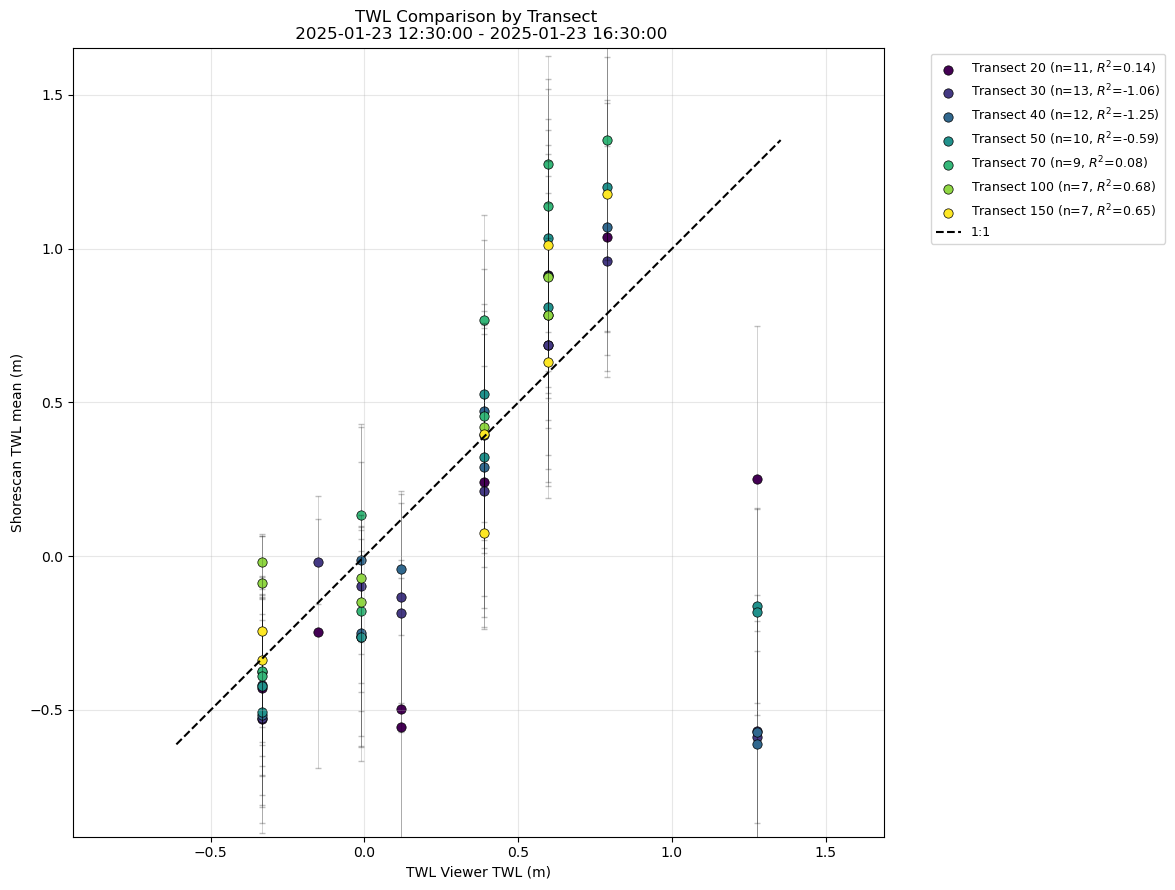 TWL Comparison by Transect
2025-01-23 12:30:00 - 2025-01-23 16:30:00
Shorescan TWL mean (m)
1.5
1.0
0.5
0.0
−0.5
−0.5
0.0
0.5
1.0
1.5
TWL Viewer TWL (m)
Transect 20 (n=11, R²=0.14)
Transect 30 (n=13, R²=-1.06)
Transect 40 (n=12, R²=-1.25)
Transect 50 (n=10, R²=-0.59)
Transect 70 (n=9, R²=0.08)
Transect 100 (n=7, R²=0.68)
Transect 150 (n=7, R²=0.65)
1:1